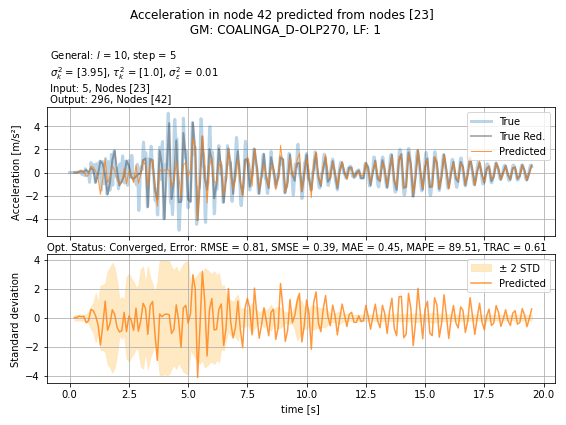 Acceleration in node 42 predicted from nodes [23]
GM: COALINGA_D-OLP270, LF: 1
General: l = 10, step = 5
σ²ₖ = [3.95], τ²ₖ = [1.0], σ²ε = 0.01
Input: 5, Nodes [23]
Output: 296, Nodes [42]
Acceleration [m/s²]
4
2
0
−2
−4
True
True Red.
Predicted
Opt. Status: Converged, Error: RMSE = 0.81, SMSE = 0.39, MAE = 0.45, MAPE = 89.51, TRAC = 0.61
Standard deviation
4
2
0
−2
−4
± 2 STD
Predicted
0.0 2.5 5.0 7.5 10.0 12.5 15.0 17.5 20.0
time [s]